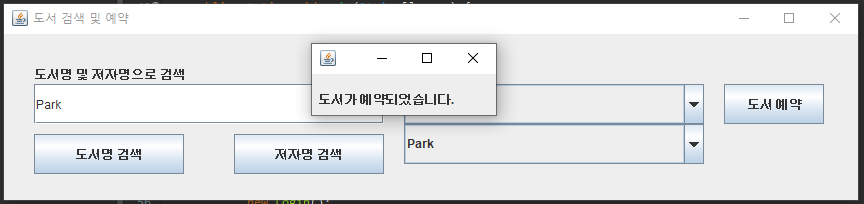 도서 검색 및 예약
도서명 및 저자명으로 검색
Park
도서가 예약되었습니다.
도서 예약
도서명 검색
저자명 검색
Park
new Login();